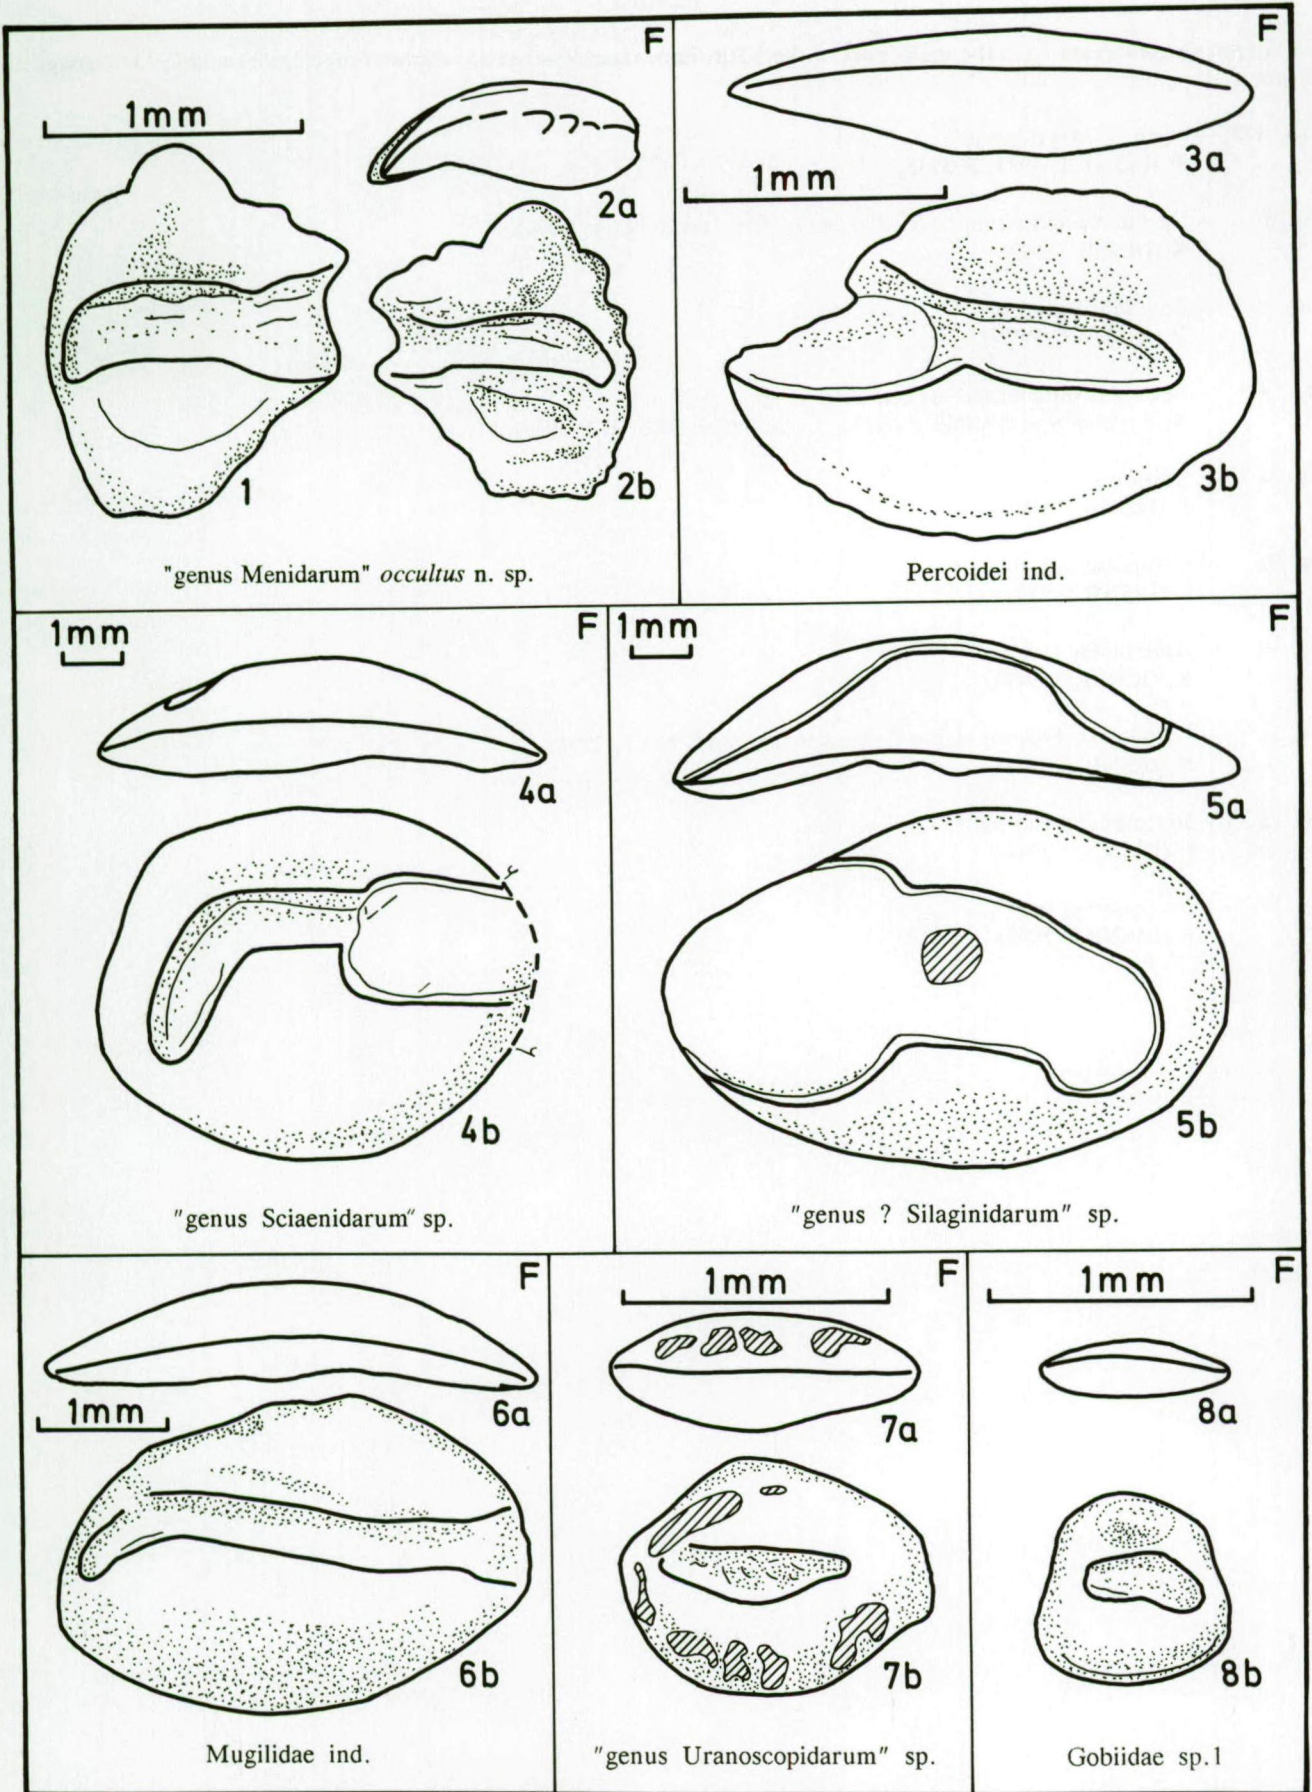 F
1mm
2a
1
2b
"genus Menidarum" occultus n. sp.
F
3a
1mm
3b
Percoidei ind.
F
1mm
4a
4b
"genus Sciaenidarum" sp.
F
1mm
5a
5b
"genus ? Silaginidarum" sp.
F
6a
1mm
6b
Mugilidae ind.
F
1mm
7a
7b
"genus Uranoscopidarum" sp.
F
1mm
8a
8b
Gobiidae sp.1